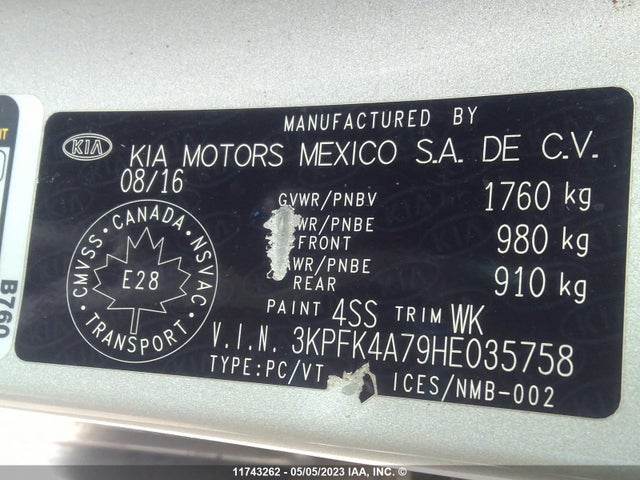 MANUFACTURED BY
KIA KIA MOTORS MEXICO S.A. DE C.V.
08/16
GVWR/PNBV 1760 kg
WR/PNBE FRONT 980 kg
AWR/PNBE REAR 910 kg
CMVSS • CANADA • NSVAC
E28
TRANSPORT
PAINT 4SS TRIM WK
V.I.N. 3KPFK4A79HE035758
TYPE:PC/VT ICES/NMB-002
B760
11743262 - 05/05/2023 IAA, INC. ©